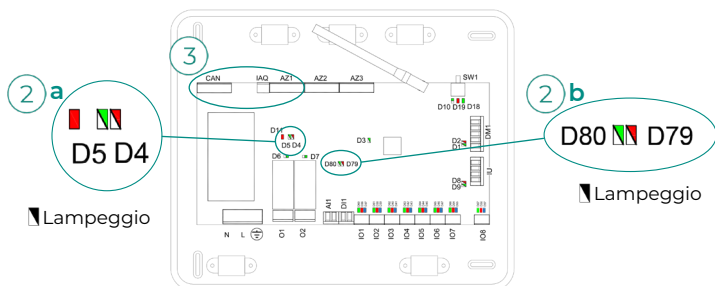 3
2 a
2 b
CAN IAQ AZ1 AZ2 AZ3
SW1
D10 D19 D18
D11
D5 D4
D6 D7
D3
D80 D79
D2
D1
DM1
D8
D9
IU
D5 D4
Lampeggio
D80 D79
Lampeggio
AI1 DI1
N L O1 O2 IO1 IO2 IO3 IO4 IO5 IO6 IO7 IO8